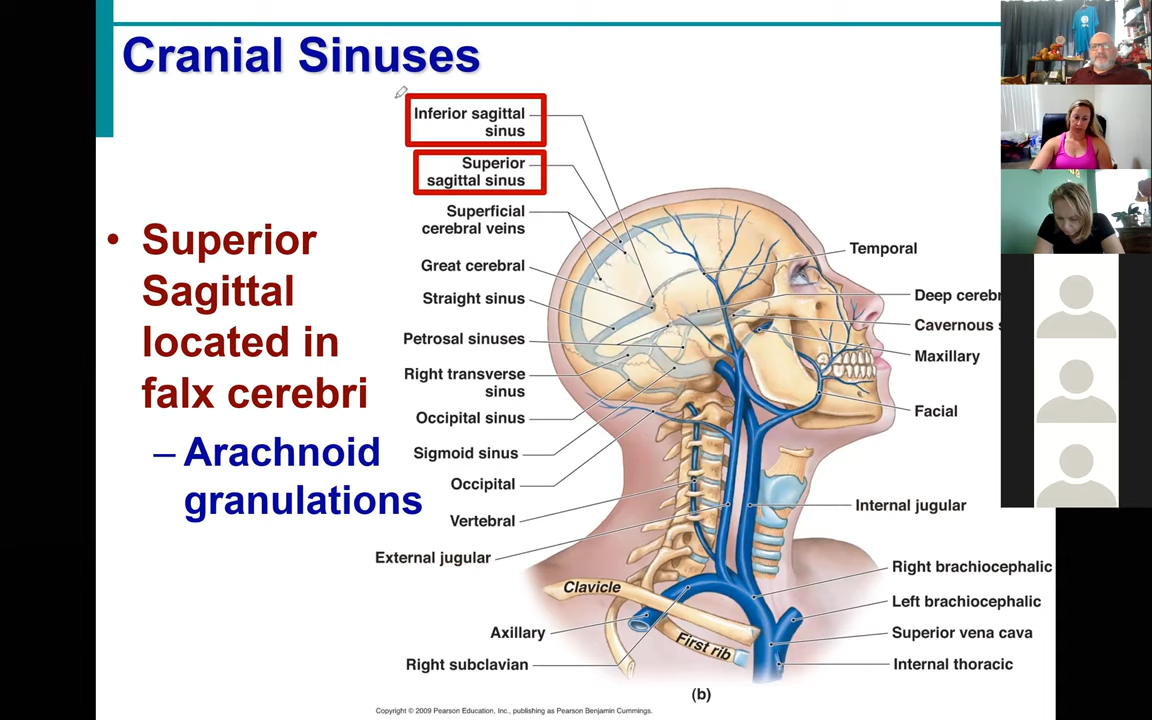 Cranial Sinuses
Inferior sagittal
sinus
Superior
sagittal sinus
Superficial
cerebral veins
Great cerebral
Straight sinus
Petrosal sinuses
Right transverse
sinus
Occipital sinus
Sigmoid sinus
Occipital
Vertebral
External jugular
Clavicle
Axillary
First rib
Right subclavian
• Superior
Sagittal
located in
falx cerebri
– Arachnoid
granulations
Temporal
Deep cerebr
Cavernous s
Maxillary
Facial
Internal jugular
Right brachiocephalic
Left brachiocephalic
Superior vena cava
Internal thoracic
(b)
Copyright © 2009 Pearson Education, Inc., publishing as Pearson Benjamin Cummings.